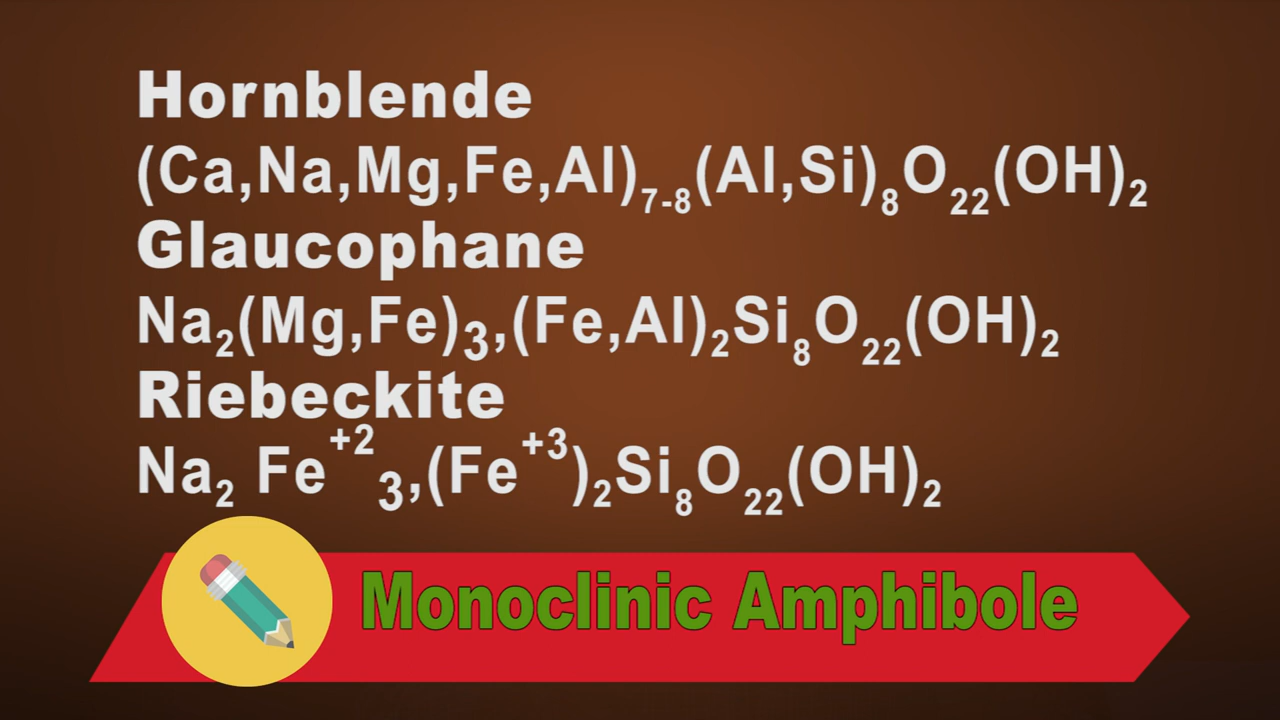 Hornblende
(Ca,Na,Mg,Fe,Al)₇₋₈(Al,Si)₈O₂₂(OH)₂
Glaucophane
Na₂(Mg,Fe)₃,(Fe,Al)₂Si₈O₂₂(OH)₂
Riebeckite
Na₂ Fe⁺²₃,(Fe⁺³)₂Si₈O₂₂(OH)₂
Monoclinic Amphibole